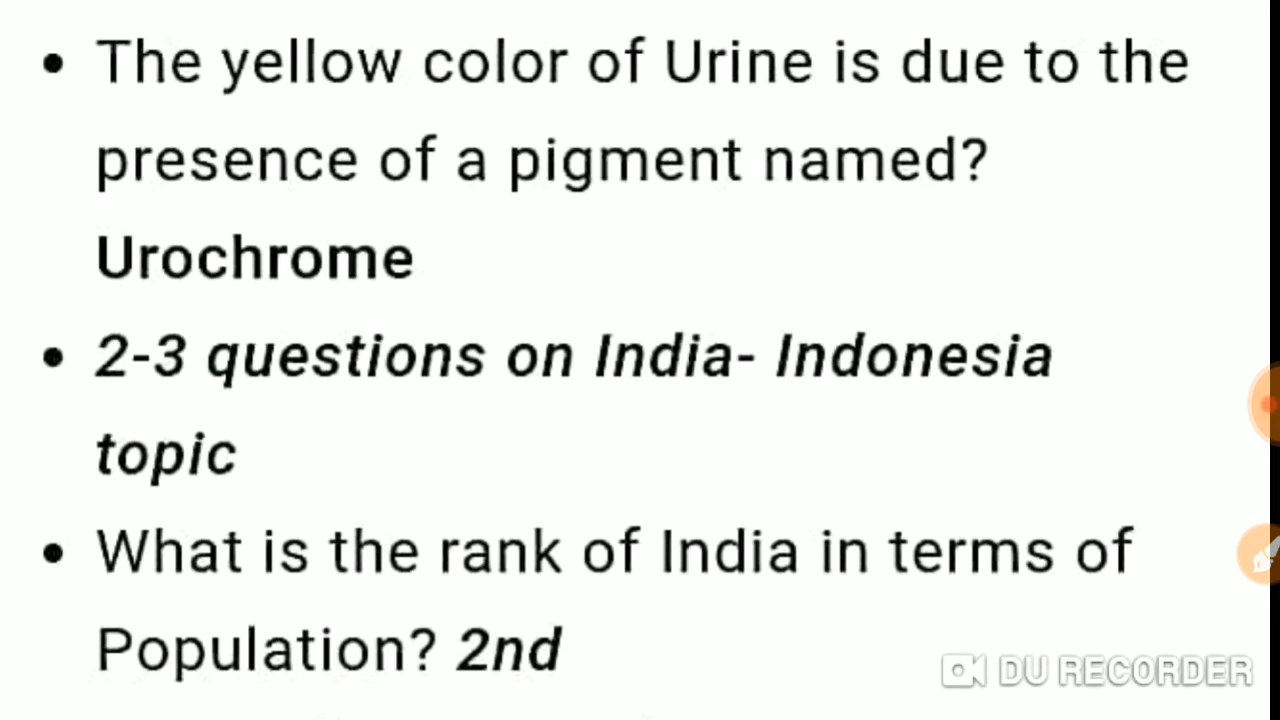 • The yellow color of Urine is due to the
presence of a pigment named?
Urochrome
• 2-3 questions on India- Indonesia
topic
• What is the rank of India in terms of
Population? 2nd
DU RECORDER